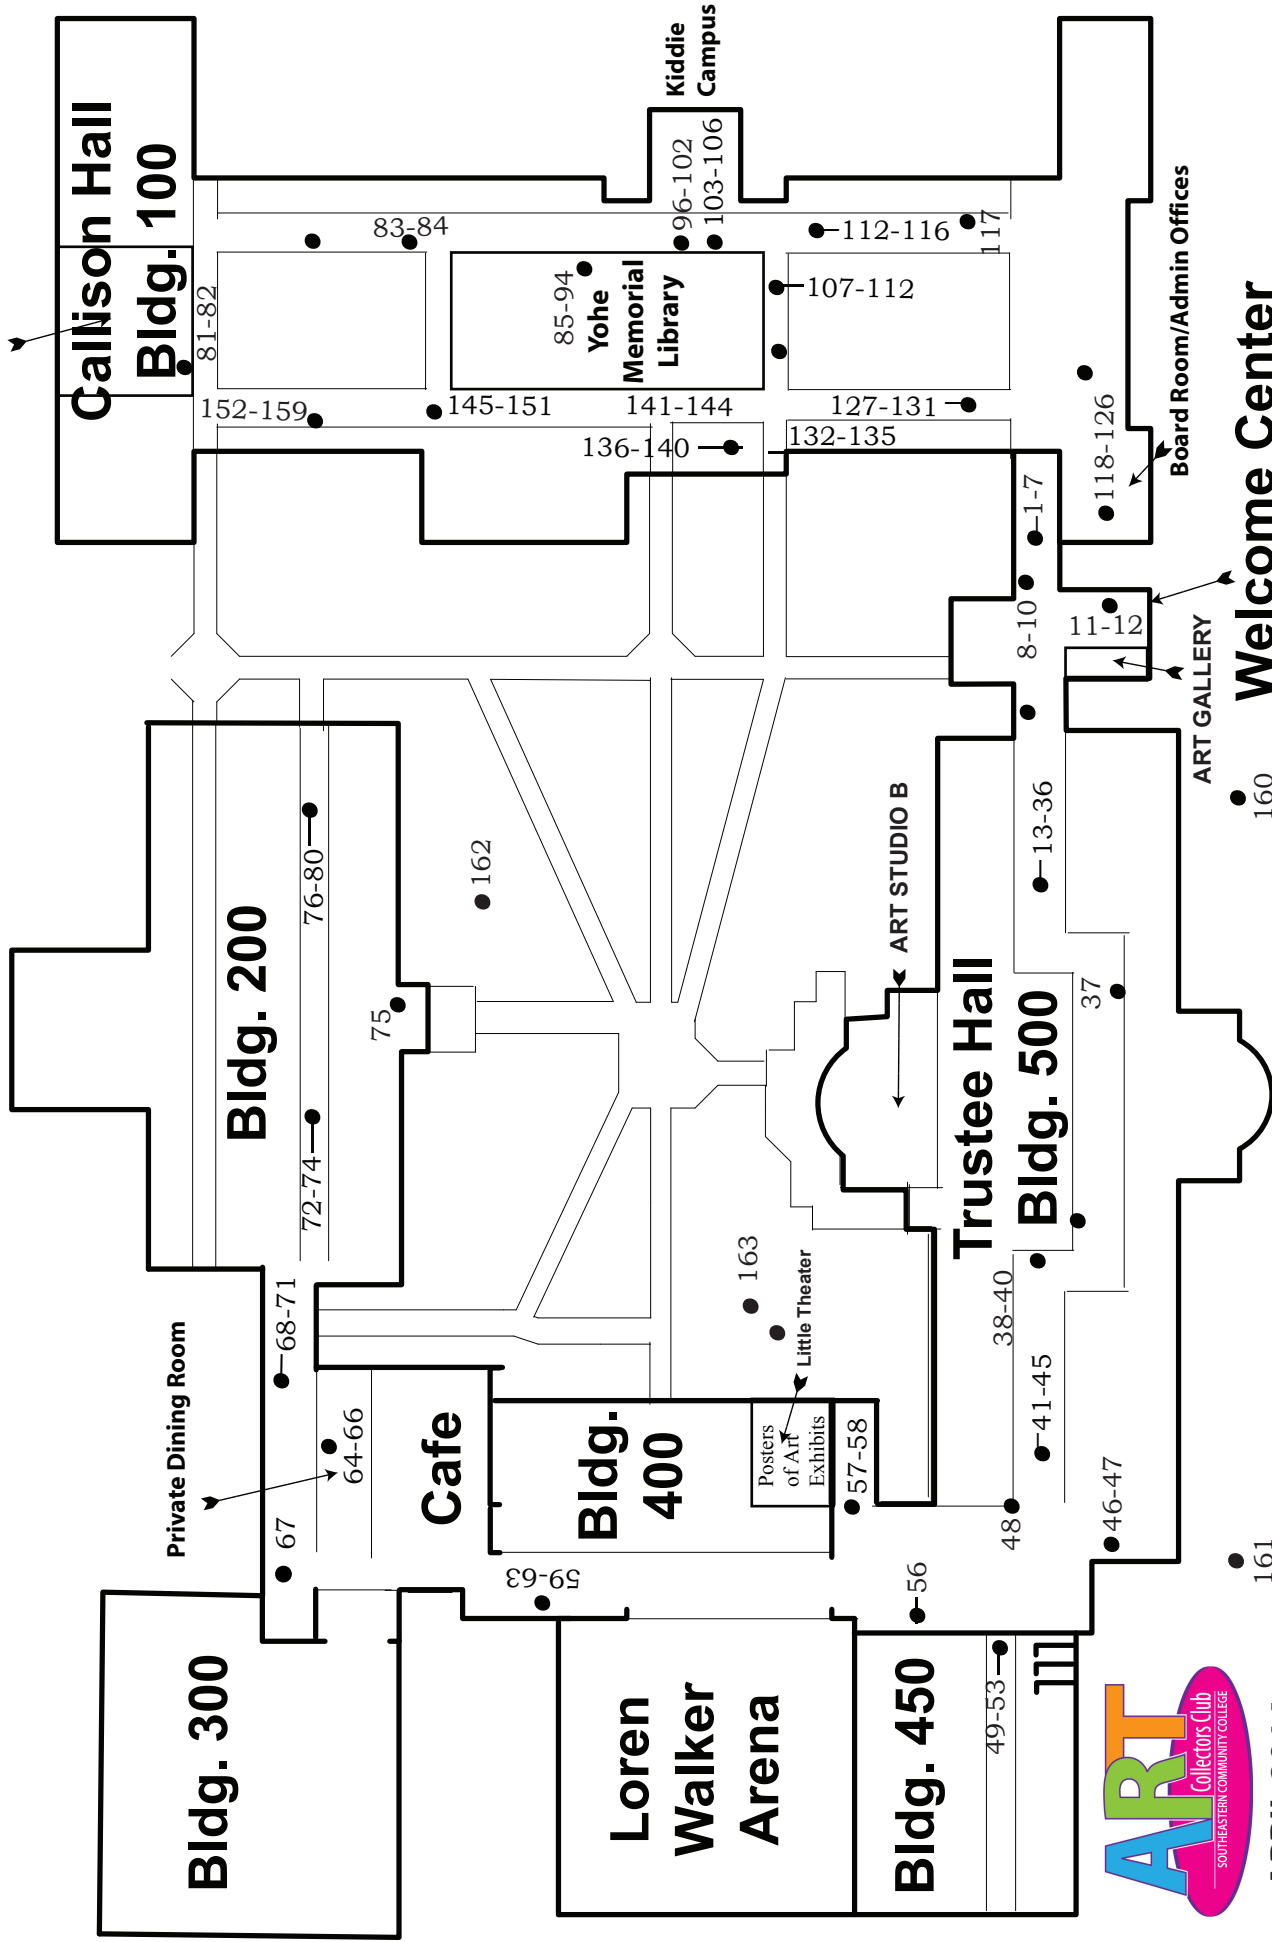 Bldg. 300
Loren
Walker
Arena
Bldg. 450
49-53
ART
Collectors Club
SOUTHEASTERN COMMUNITY COLLEGE
67
Private Dining Room
64-66
68-71
Cafe
59-63
Bldg.
400
Posters
of Art
Exhibits
Little Theater
57-58
56
48
46-47
161
41-45
38-40
163
Bldg. 200
72-74
75
76-80
162
ART STUDIO B
Trustee Hall
Bldg. 500
37
13-36
160
ART GALLERY
Welcome Center
11-12
8-10
1-7
118-126
Board Room/Admin Offices
Callison Hall
Bldg. 100
81-82
83-84
152-159
145-151
141-144
136-140
132-135
127-131
85-94
Yohe
Memorial
Library
96-102
103-106
Kiddie
Campus
107-112
112-116
117